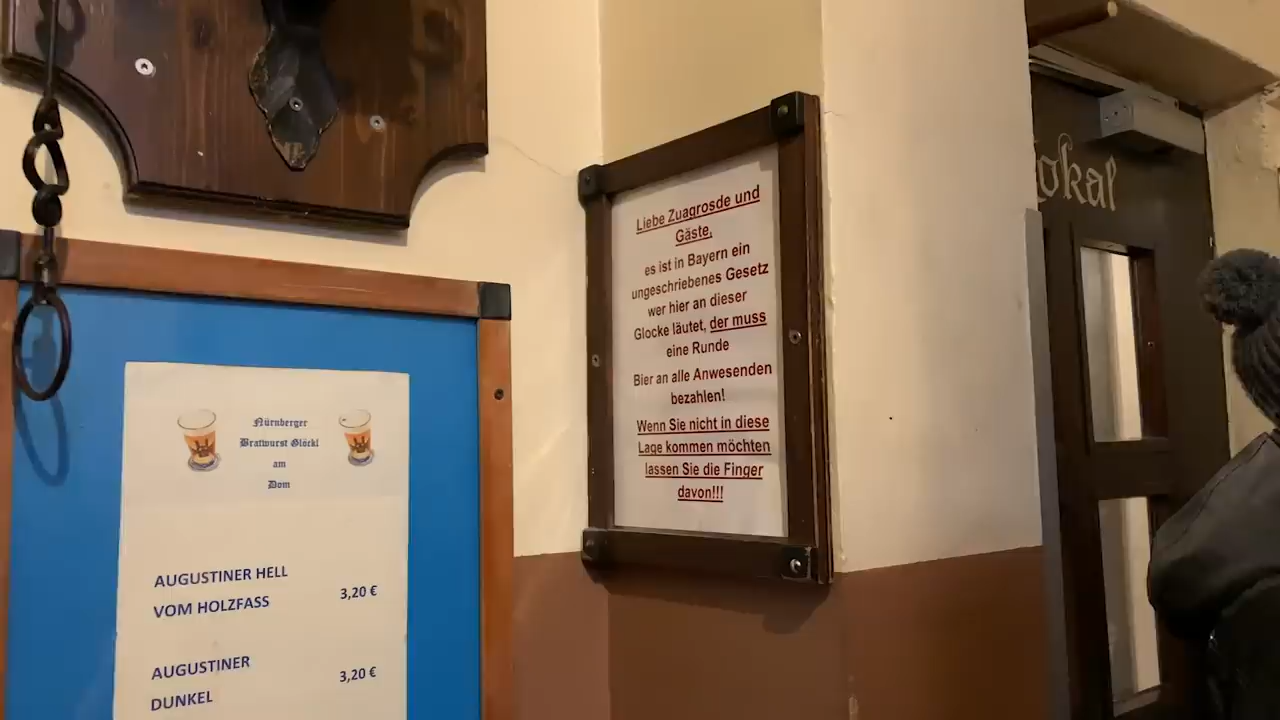 Nürnberger
Bratwurst Glöckl
am
Dom
AUGUSTINER HELL
VOM HOLZFASS
3,20 €
AUGUSTINER
DUNKEL
3,20 €
Liebe Zuagrosde und
Gäste,
es ist in Bayern ein
ungeschriebenes Gesetz
wer hier an dieser
Glocke läutet, der muss
eine Runde
Bier an alle Anwesenden
bezahlen!
Wenn Sie nicht in diese
Lage kommen möchten
lassen Sie die Finger
davon!!!
okal